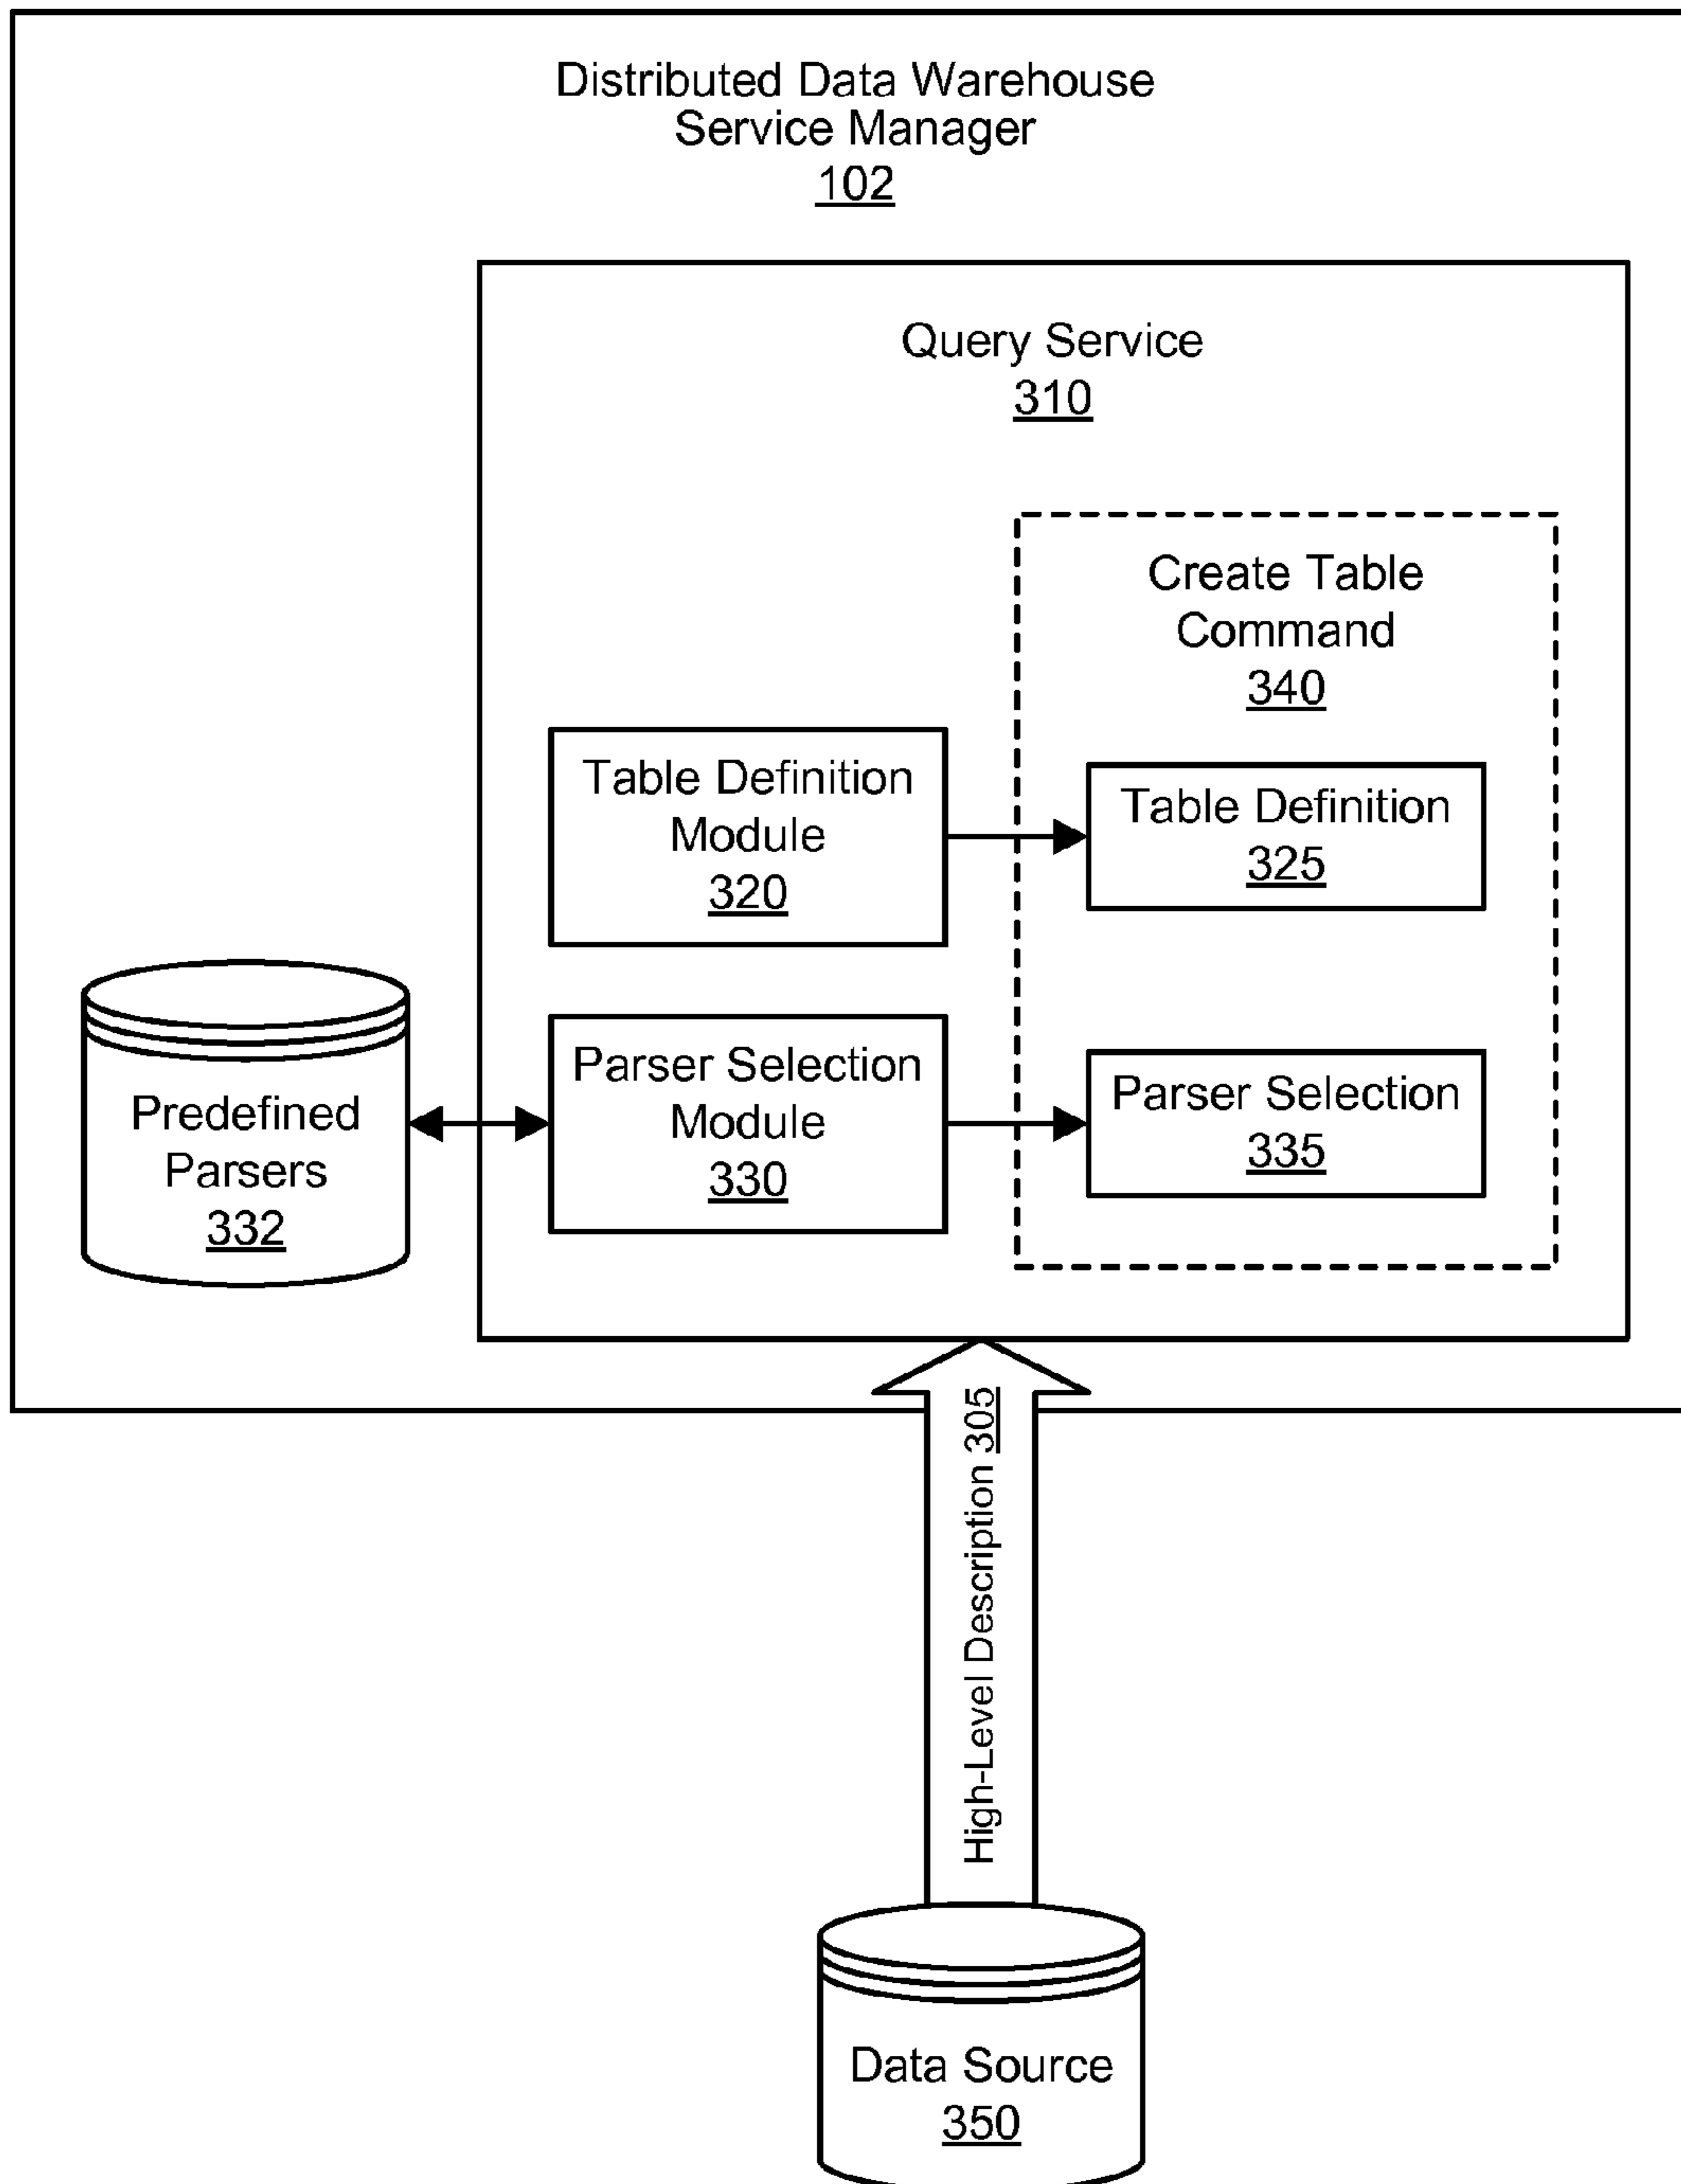 Distributed Data Warehouse
Service Manager
102
Query Service
310
Create Table
Command
340
Table Definition
Module
320
Table Definition
325
Predefined
Parsers
332
Parser Selection
Module
330
Parser Selection
335
High-Level Description 305
Data Source
350